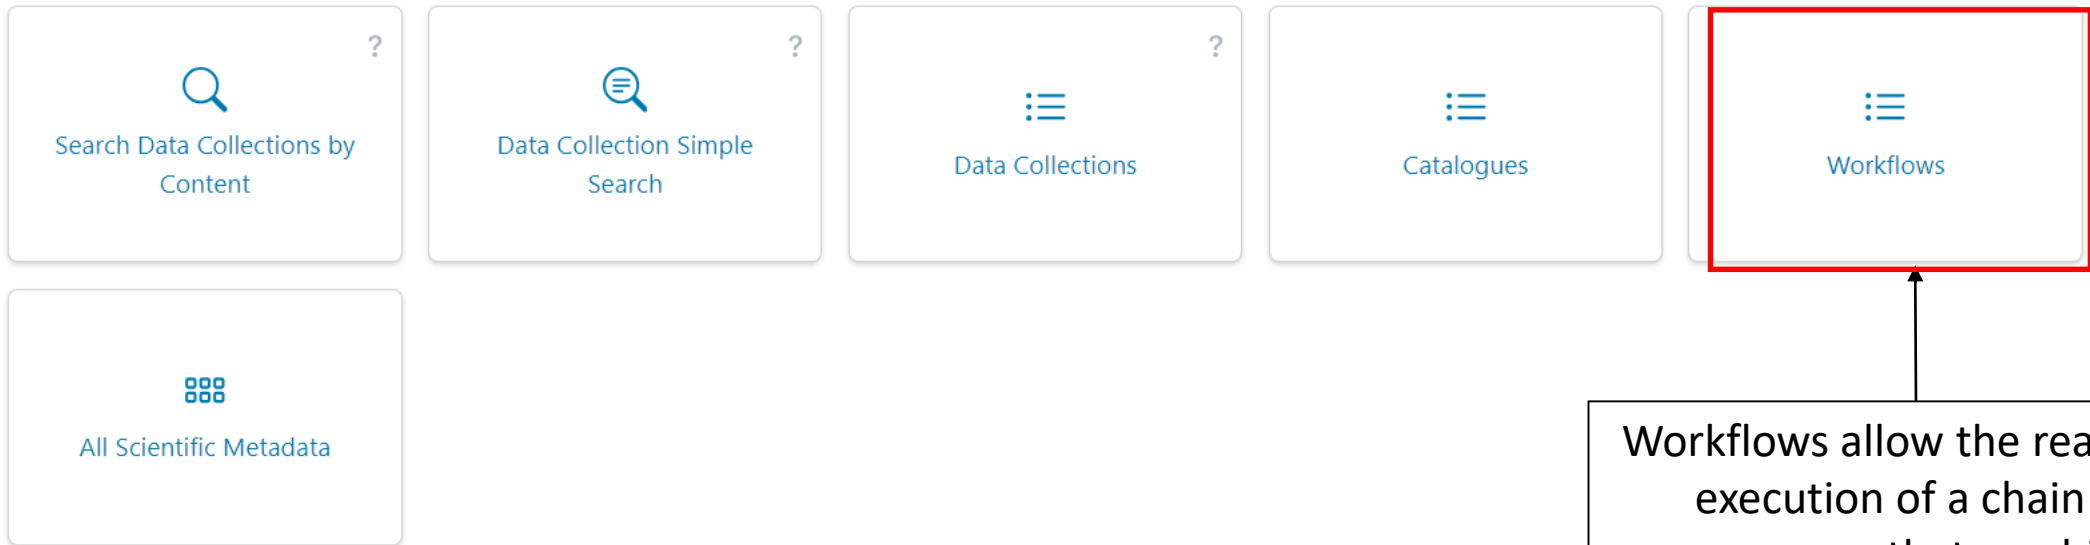 ?
?
?
Search Data Collections by
Content
Data Collection Simple
Search
Data Collections
Catalogues
Workflows
All Scientific Metadata
Workflows allow the
execution of a chain